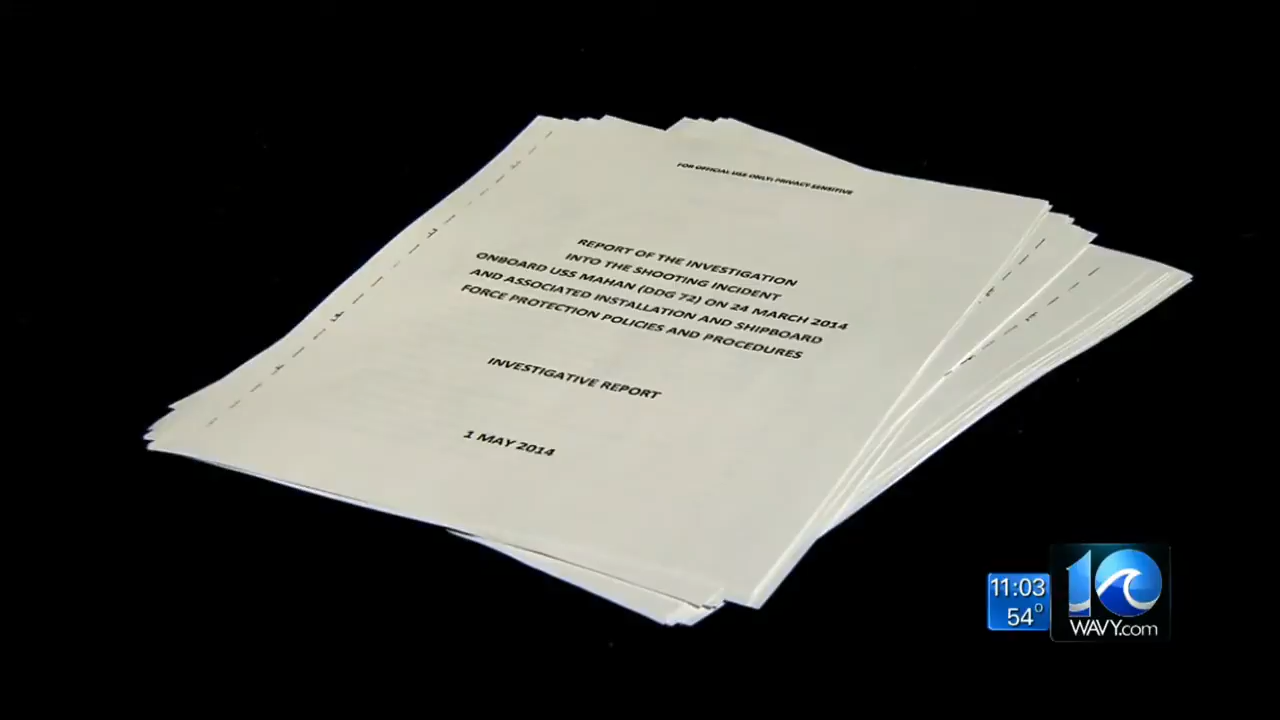 FOR OFFICIAL USE ONLY: PRIVACY SENSITIVE
REPORT OF THE INVESTIGATION
INTO THE SHOOTING INCIDENT
ONBOARD USS MAHAN (DDG 72) ON 24 MARCH 2014
AND ASSOCIATED INSTALLATION AND SHIPBOARD
FORCE PROTECTION POLICIES AND PROCEDURES
INVESTIGATIVE REPORT
1 MAY 2014
11:03
54°
10
WAVY.com